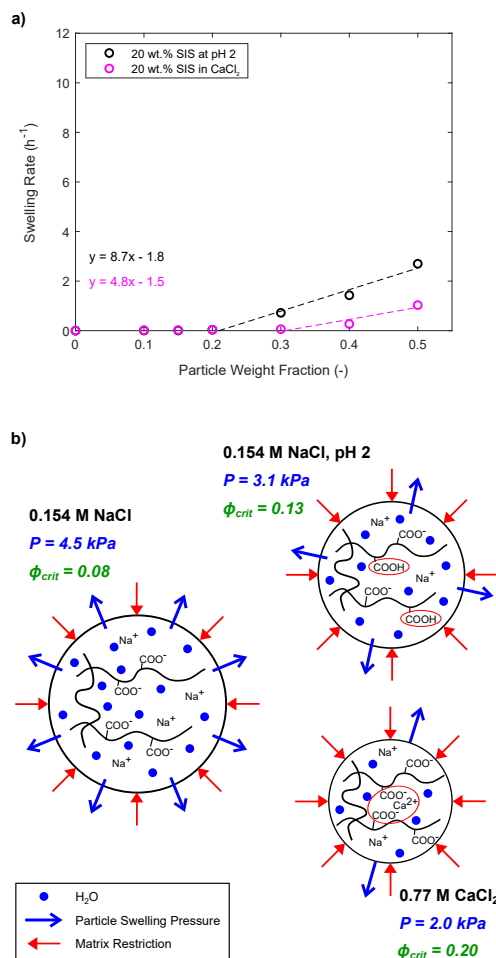 a)
12
10
8
6
4
2
0
Swelling Rate (h⁻¹)
20 wt.% SIS at pH 2
20 wt.% SIS in CaCl₂
y = 8.7x - 1.8
y = 4.8x - 1.5
0
0.1
0.2
0.3
0.4
0.5
Particle Weight Fraction (-)
b)
0.154 M NaCl, pH 2
P = 3.1 kPa
ϕcrit = 0.13
Na⁺
COO⁻
COOH
Na⁺
COO⁻
COOH
0.154 M NaCl
P = 4.5 kPa
ϕcrit = 0.08
Na⁺
COO⁻
COO⁻
Na⁺
COO⁻
Na⁺
COO⁻
Na⁺
Na⁺
COO⁻
COO⁻
Ca²⁺
COO⁻
Na⁺
COO⁻
0.77 M CaCl₂
P = 2.0 kPa
ϕcrit = 0.20
H₂O
Particle Swelling Pressure
Matrix Restriction